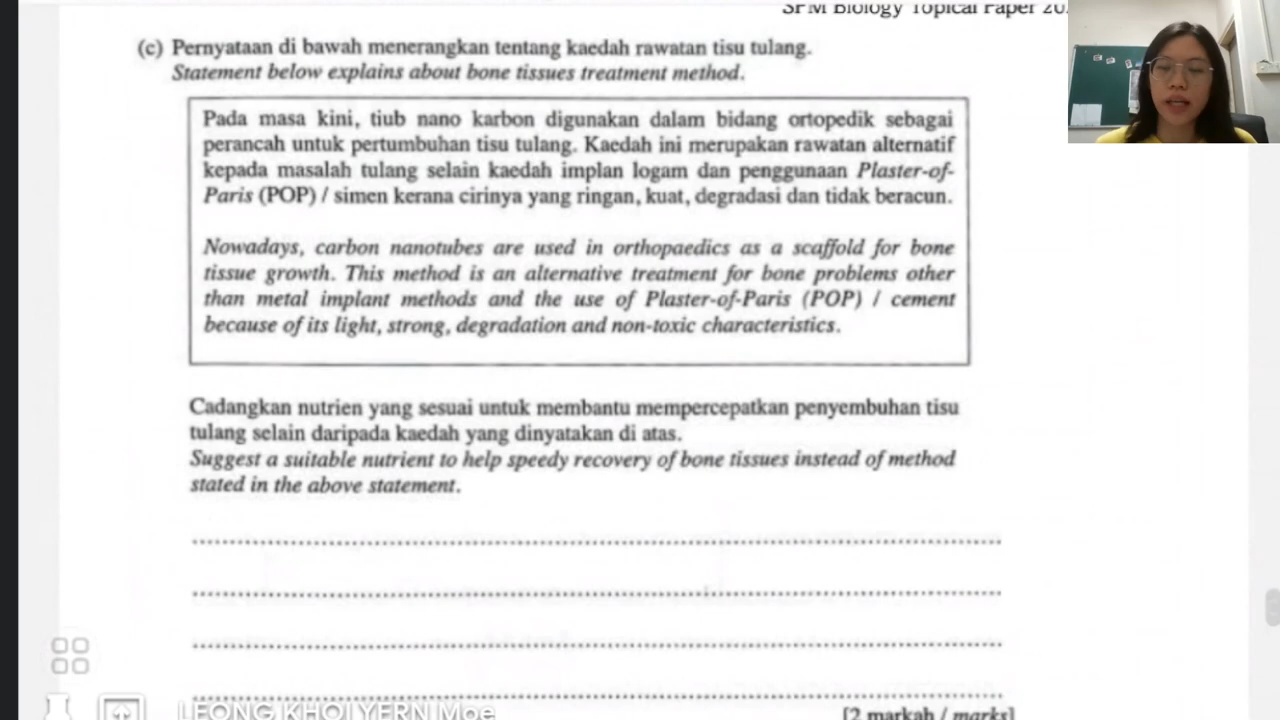 SPM Biology Topical Paper 20
(c) Pernyataan di bawah menerangkan tentang kaedah rawatan tisu tulang.
Statement below explains about bone tissues treatment method.
Pada masa kini, tiub nano karbon digunakan dalam bidang ortopedik sebagai
perancah untuk pertumbuhan tisu tulang. Kaedah ini merupakan rawatan alternatif
kepada masalah tulang selain kaedah implan logam dan penggunaan Plaster-of-
Paris (POP) / simen kerana cirinya yang ringan, kuat, degradasi dan tidak beracun.
Nowadays, carbon nanotubes are used in orthopaedics as a scaffold for bone
tissue growth. This method is an alternative treatment for bone problems other
than metal implant methods and the use of Plaster-of-Paris (POP) / cement
because of its light, strong, degradation and non-toxic characteristics.
Cadangkan nutrien yang sesuai untuk membantu mempercepatkan penyembuhan tisu
tulang selain daripada kaedah yang dinyatakan di atas.
Suggest a suitable nutrient to help speedy recovery of bone tissues instead of method
stated in the above statement.
LEONG KHOI YERN Moe
[2 markah / marks]